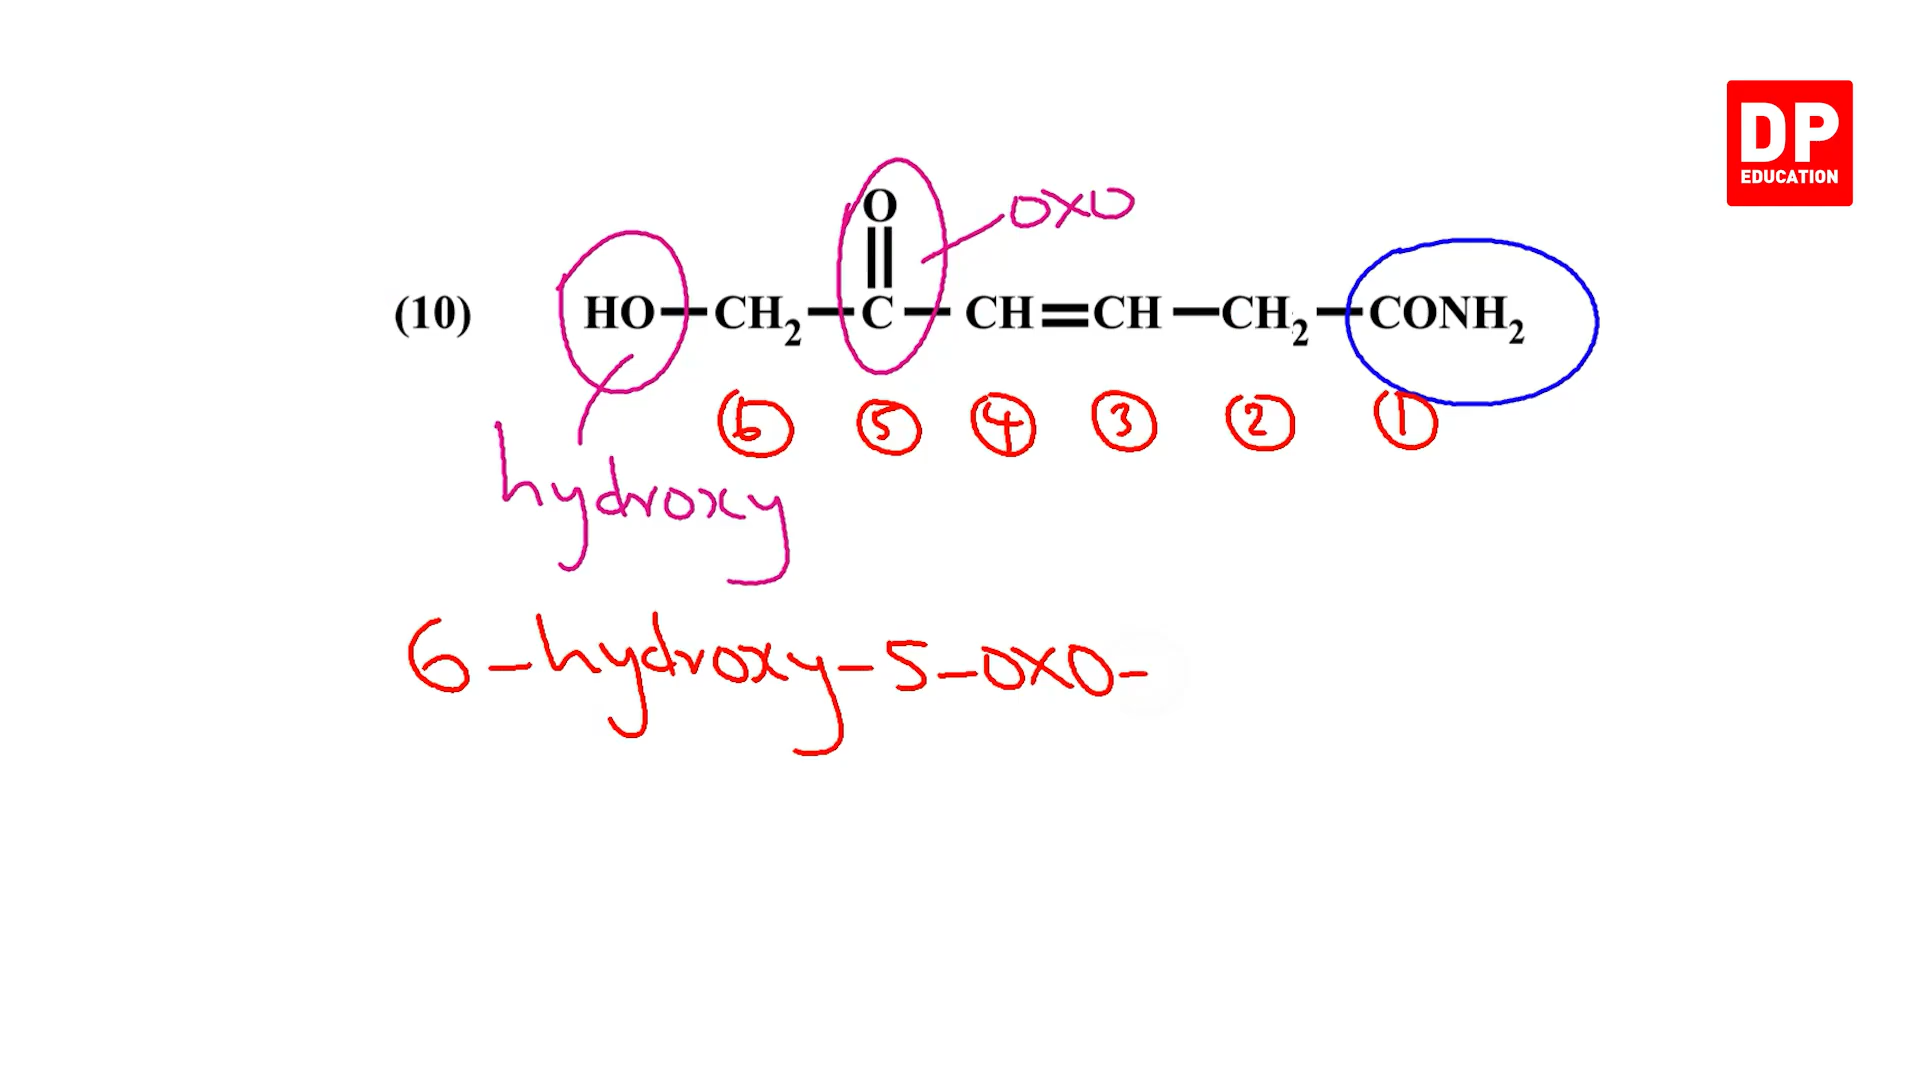 DP
EDUCATION
O
OXO
(10) HO—CH₂—C—CH=CH—CH₂—CONH₂
6 5 4 3 2 1
hydroxy
6-hydroxy-5-OXO-